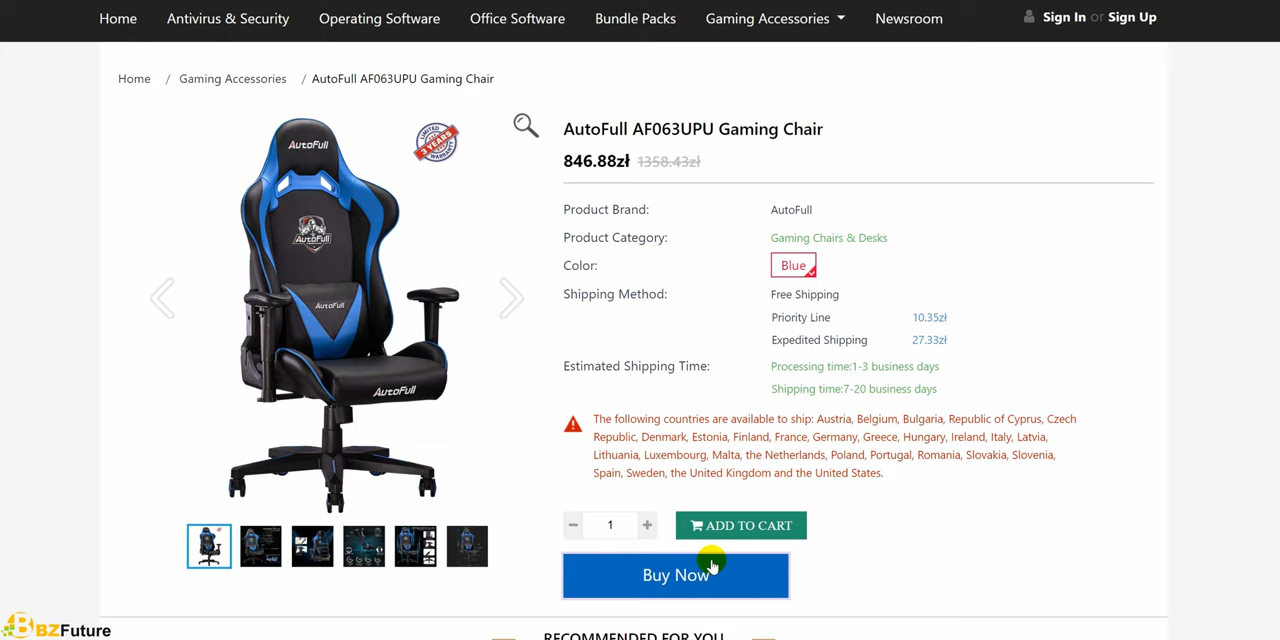 Home Antivirus & Security Operating Software Office Software Bundle Packs Gaming Accessories Newsroom Sign In or Sign Up
Home / Gaming Accessories / AutoFull AF063UPU Gaming Chair
AutoFull
AutoFull
AutoFull
AutoFull
LIMITED
3 YEARS
WARRANTY
AutoFull AF063UPU Gaming Chair
846.88zł 1358.43zł
Product Brand: AutoFull
Product Category: Gaming Chairs & Desks
Color: Blue
Shipping Method: Free Shipping
Priority Line 10.35zł
Expedited Shipping 27.33zł
Estimated Shipping Time: Processing time:1-3 business days
Shipping time:7-20 business days
The following countries are available to ship: Austria, Belgium, Bulgaria, Republic of Cyprus, Czech
Republic, Denmark, Estonia, Finland, France, Germany, Greece, Hungary, Ireland, Italy, Latvia,
Lithuania, Luxembourg, Malta, the Netherlands, Poland, Portugal, Romania, Slovakia, Slovenia,
Spain, Sweden, the United Kingdom and the United States.
− 1 + ADD TO CART
Buy Now
BZFuture
RECOMMENDED FOR YOU